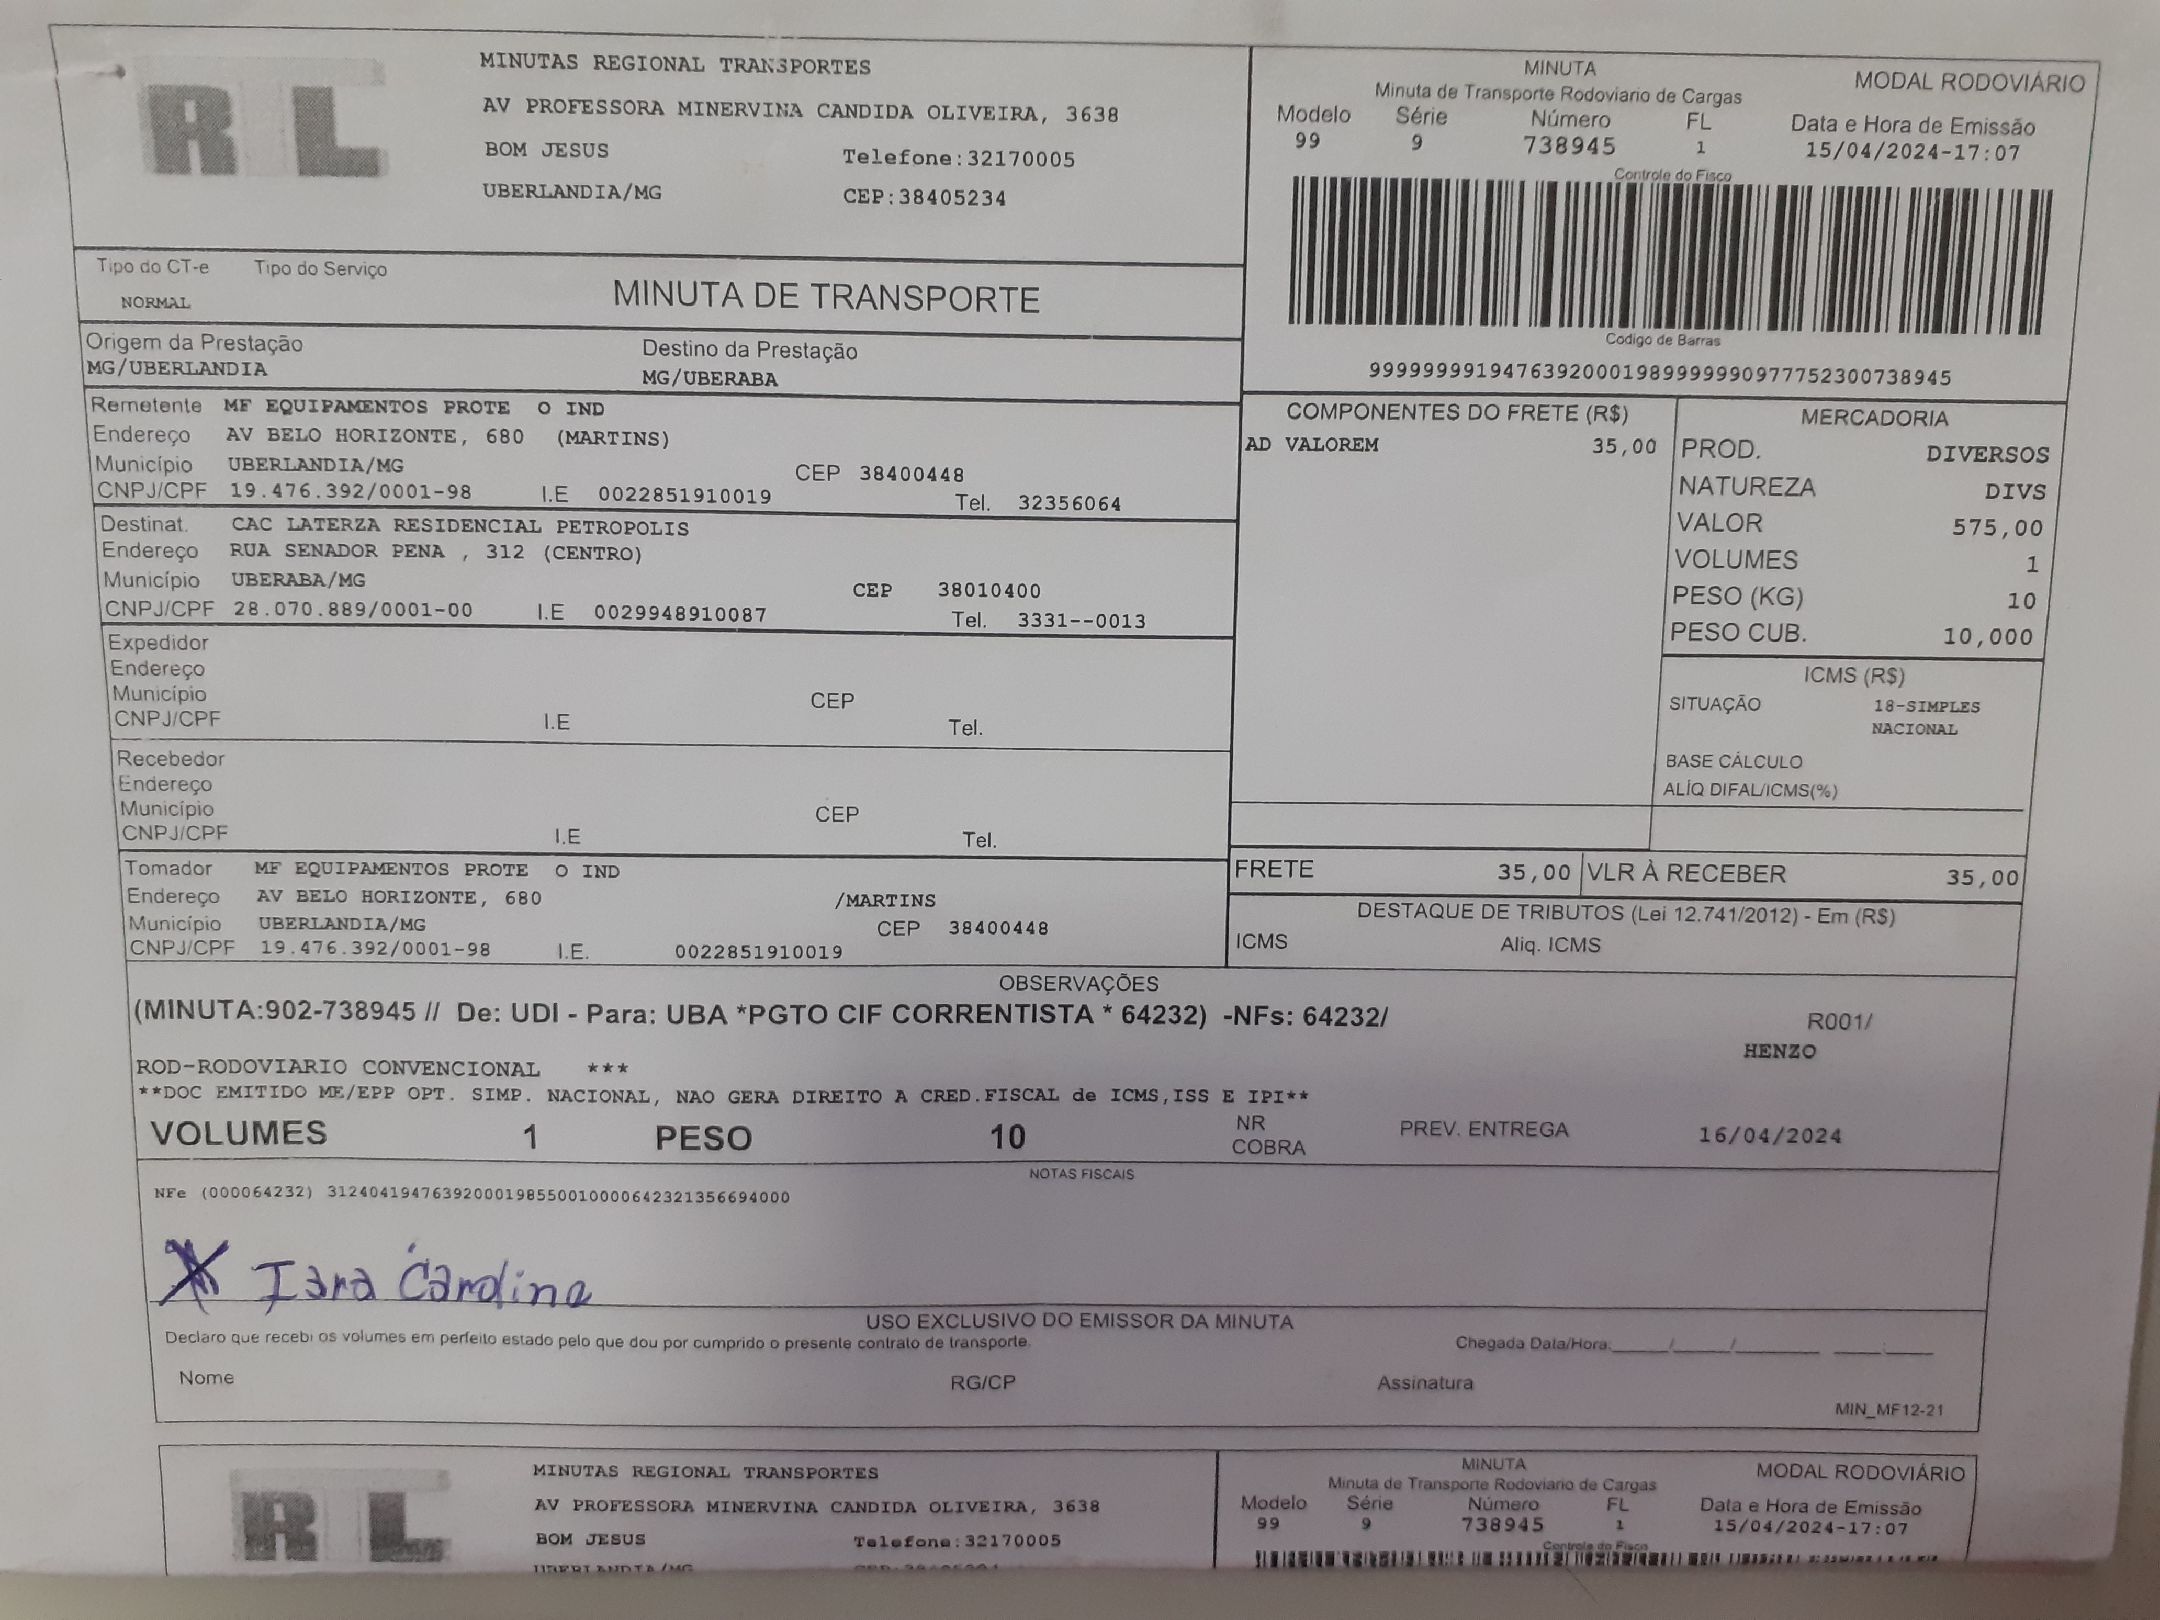 RTL
MINUTAS REGIONAL TRANSPORTES
AV PROFESSORA MINERVINA CANDIDA OLIVEIRA, 3638
BOM JESUS Telefone:32170005
UBERLANDIA/MG CEP:38405234
MINUTA MODAL RODOVIÁRIO
Minuta de Transporte Rodoviario de Cargas
Modelo Série Número FL Data e Hora de Emissão
99 9 738945 1 15/04/2024-17:07
Controle do Fisco
Codigo de Barras
99999999194763920001989999990977752300738945
Tipo do CT-e Tipo do Serviço
NORMAL
MINUTA DE TRANSPORTE
Origem da Prestação Destino da Prestação
MG/UBERLANDIA MG/UBERABA
Remetente MF EQUIPAMENTOS PROTE O IND
Endereço AV BELO HORIZONTE, 680 (MARTINS)
Município UBERLANDIA/MG CEP 38400448
CNPJ/CPF 19.476.392/0001-98 I.E 0022851910019 Tel. 32356064
Destinat. CAC LATERZA RESIDENCIAL PETROPOLIS
Endereço RUA SENADOR PENA , 312 (CENTRO)
Município UBERABA/MG CEP 38010400
CNPJ/CPF 28.070.889/0001-00 I.E 0029948910087 Tel. 3331--0013
Expedidor
Endereço
Município CEP
CNPJ/CPF I.E Tel.
Recebedor
Endereço
Município CEP
CNPJ/CPF I.E Tel.
Tomador MF EQUIPAMENTOS PROTE O IND
Endereço AV BELO HORIZONTE, 680 /MARTINS
Município UBERLANDIA/MG CEP 38400448
CNPJ/CPF 19.476.392/0001-98 I.E. 0022851910019
COMPONENTES DO FRETE (R$)
AD VALOREM 35,00
MERCADORIA
PROD. DIVERSOS
NATUREZA DIVS
VALOR 575,00
VOLUMES 1
PESO (KG) 10
PESO CUB. 10,000
ICMS (R$)
SITUAÇÃO 18-SIMPLES
NACIONAL
BASE CÁLCULO
ALÍQ DIFAL/ICMS(%)
FRETE 35,00 VLR À RECEBER 35,00
DESTAQUE DE TRIBUTOS (Lei 12.741/2012) - Em (R$)
ICMS Aliq. ICMS
OBSERVAÇÕES
(MINUTA:902-738945 // De: UDI - Para: UBA *PGTO CIF CORRENTISTA * 64232) -NFs: 64232/
R001/
HENZO
ROD-RODOVIARIO CONVENCIONAL ***
**DOC EMITIDO ME/EPP OPT. SIMP. NACIONAL, NAO GERA DIREITO A CRED.FISCAL de ICMS,ISS E IPI**
VOLUMES 1 PESO 10 NR COBRA PREV. ENTREGA 16/04/2024
NOTAS FISCAIS
NFe (000064232) 31240419476392000198550010000642321356694000
X Iara Carolina
USO EXCLUSIVO DO EMISSOR DA MINUTA
Declaro que recebi os volumes em perfeito estado pelo que dou por cumprido o presente contrato de transporte. Chegada Data/Hora:_____/_____/_______ ____:____
Nome RG/CP Assinatura
MIN_MF12-21
RTL
MINUTAS REGIONAL TRANSPORTES
AV PROFESSORA MINERVINA CANDIDA OLIVEIRA, 3638
BOM JESUS Telefone:32170005
UBERLANDIA/MG
MINUTA MODAL RODOVIÁRIO
Minuta de Transporte Rodoviario de Cargas
Modelo Série Número FL Data e Hora de Emissão
99 9 738945 1 15/04/2024-17:07
Controle do Fisco